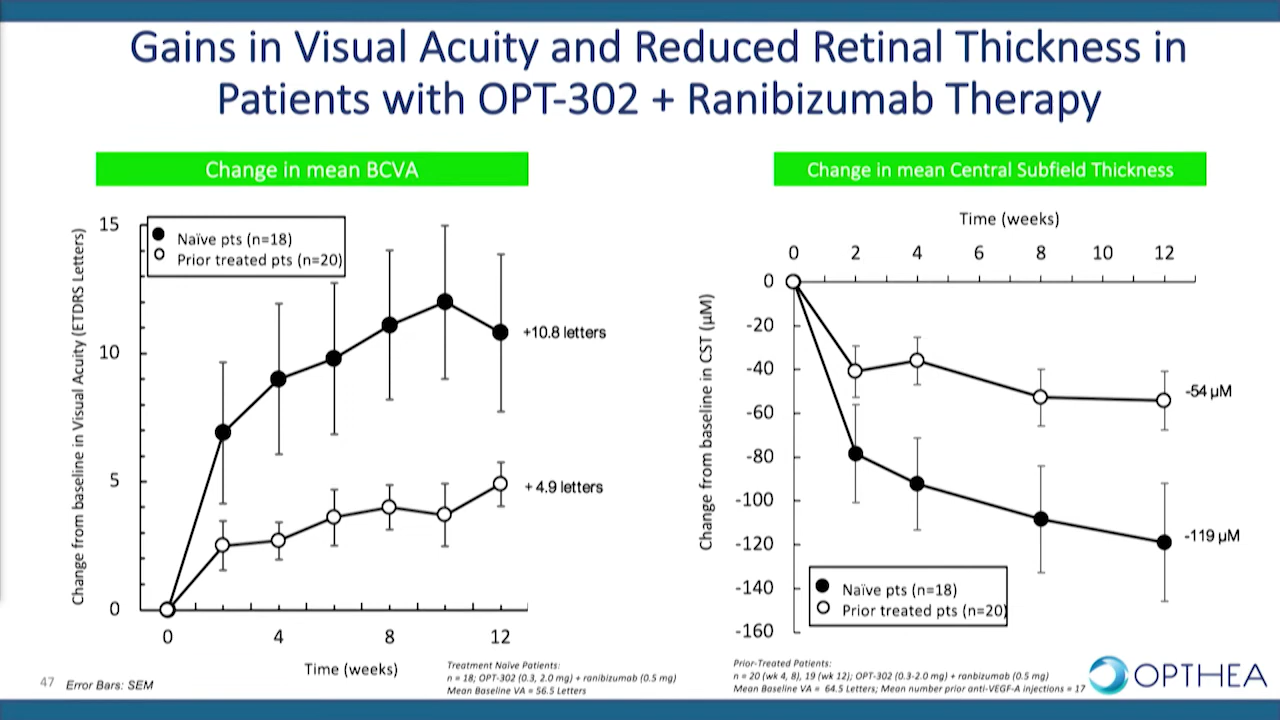 Gains in Visual Acuity and Reduced Retinal Thickness in
Patients with OPT-302 + Ranibizumab Therapy
Change in mean BCVA
Change from baseline in Visual Acuity (ETDRS Letters)
15
10
5
0
Naïve pts (n=18)
Prior treated pts (n=20)
+10.8 letters
+ 4.9 letters
0 4 8 12
Time (weeks)
Change in mean Central Subfield Thickness
Time (weeks)
0 2 4 6 8 10 12
Change from baseline in CST (µM)
0
-20
-40
-60
-80
-100
-120
-140
-160
-54 µM
-119 µM
Naïve pts (n=18)
Prior treated pts (n=20)
47 Error Bars: SEM
Treatment Naïve Patients:
n = 18; OPT-302 (0.3, 2.0 mg) + ranibizumab (0.5 mg)
Mean Baseline VA = 56.5 Letters
Prior-Treated Patients:
n = 20 (wk 4, 8), 19 (wk 12); OPT-302 (0.3-2.0 mg) + ranbizumab (0.5 mg)
Mean Baseline VA = 64.5 Letters; Mean number prior anti-VEGF-A injections = 17
OPTHEA